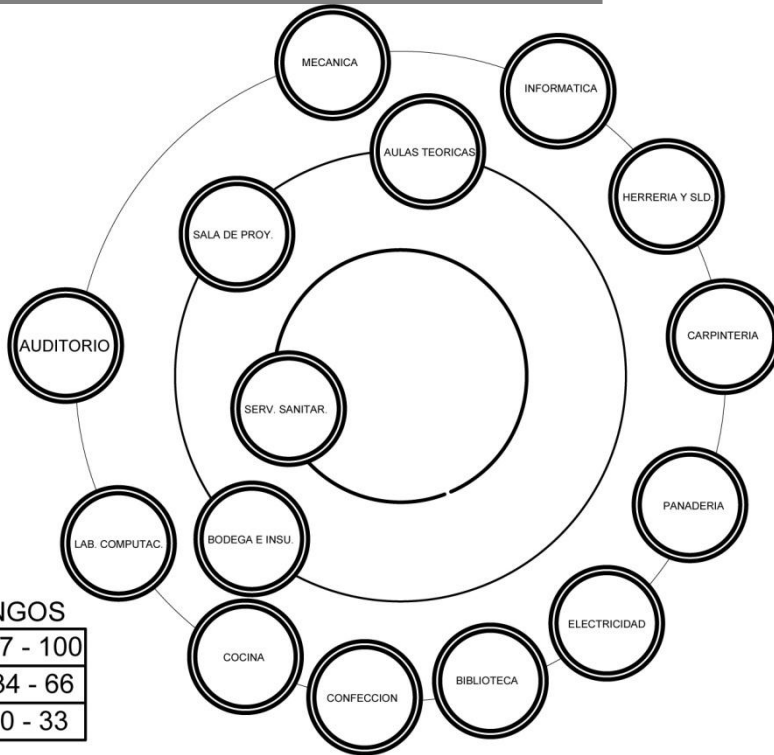 MECANICA
INFORMATICA
AULAS TEORICAS
HERRERIA Y SLD.
SALA DE PROY.
AUDITORIO
CARPINTERIA
SERV. SANITAR.
PANADERIA
LAB. COMPUTAC.
BODEGA E INSU.
ELECTRICIDAD
COCINA
BIBLIOTECA
CONFECCION
NGOS
7 - 100
34 - 66
0 - 33